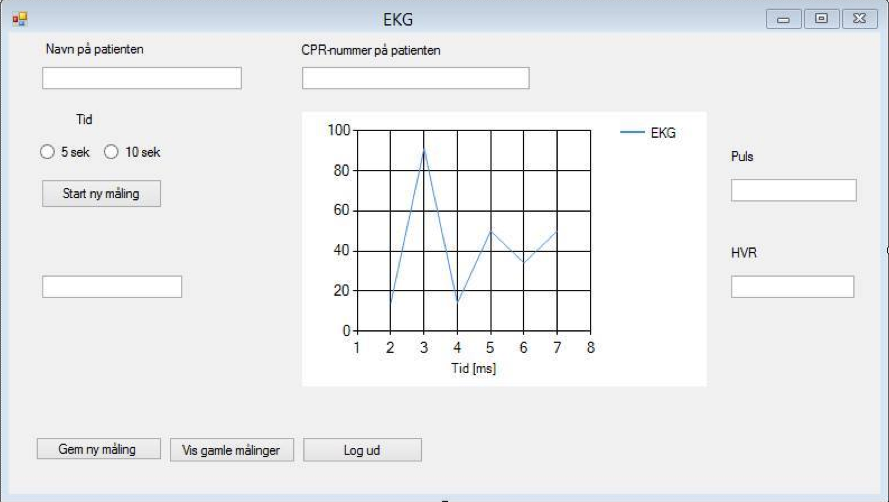 EKG
Navn på patienten
CPR-nummer på patienten
Tid
5 sek 10 sek
Start ny måling
100
80
60
40
20
0
1 2 3 4 5 6 7 8
Tid [ms]
EKG
Puls
HVR
Gem ny måling Vis gamle målinger Log ud